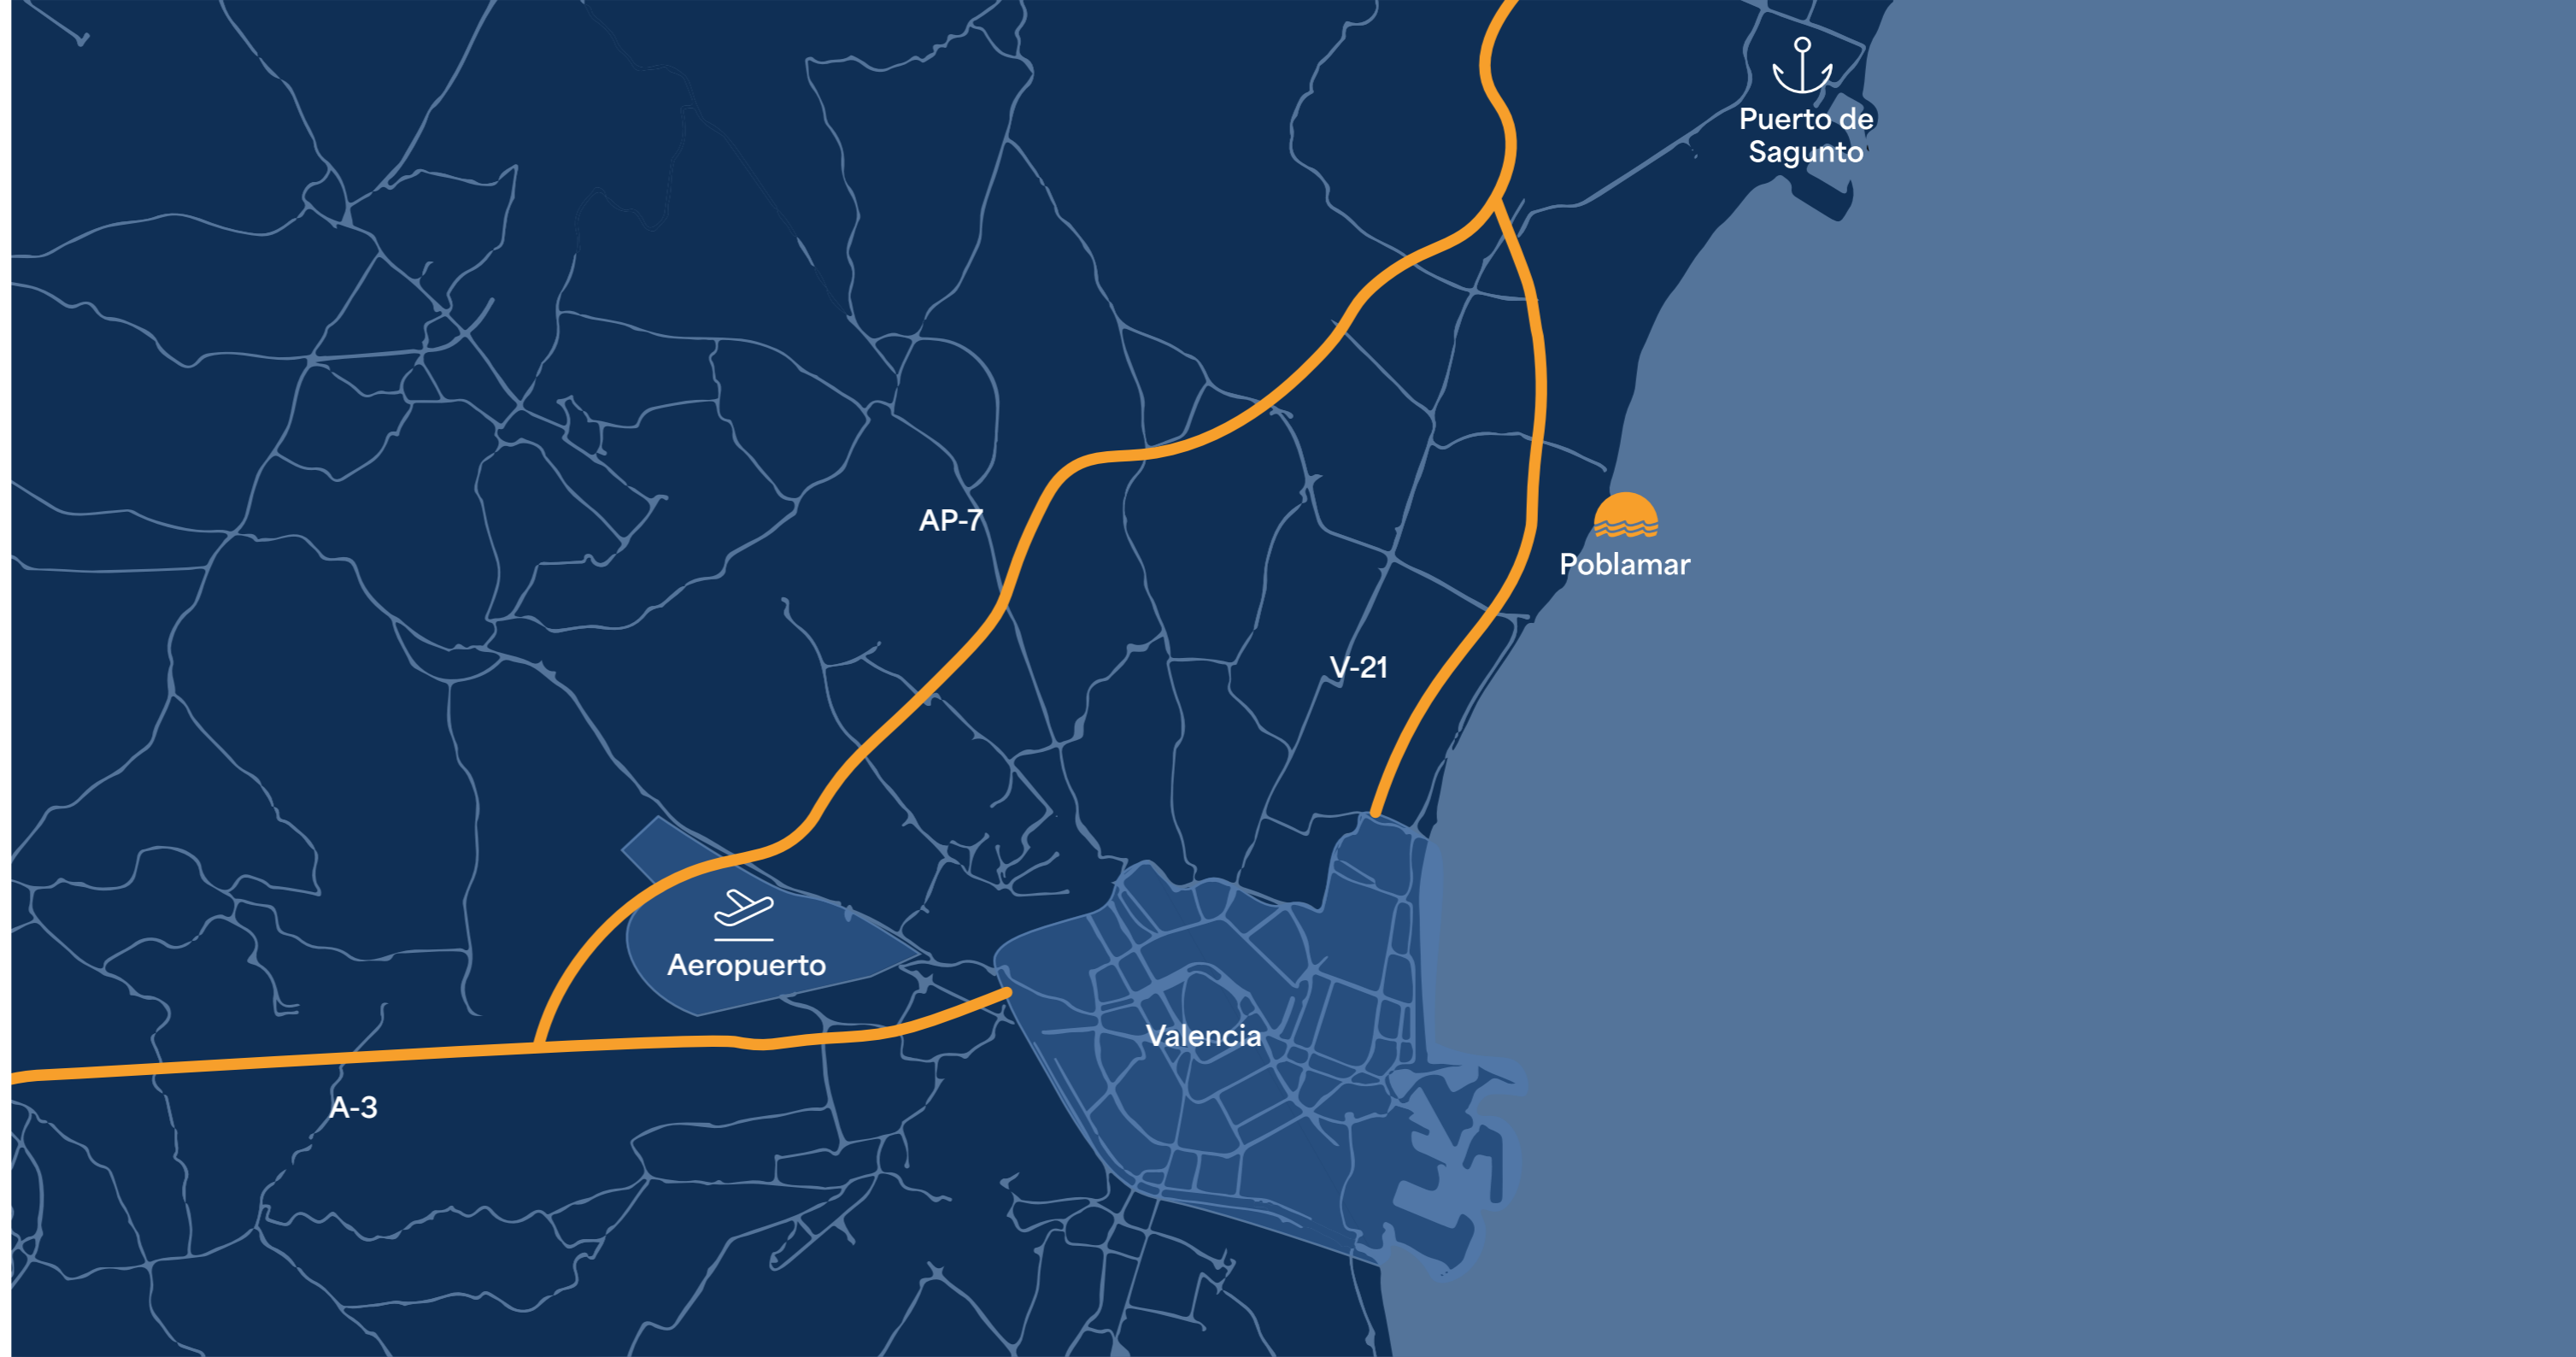 Puerto de
Sagunto
AP-7
Poblamar
V-21
Aeropuerto
Valencia
A-3